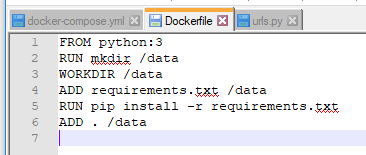 docker-compose.yml Dockerfile urls.py
1 FROM python:3
2 RUN mkdir /data
3 WORKDIR /data
4 ADD requirements.txt /data
5 RUN pip install -r requirements.txt
6 ADD . /data
7